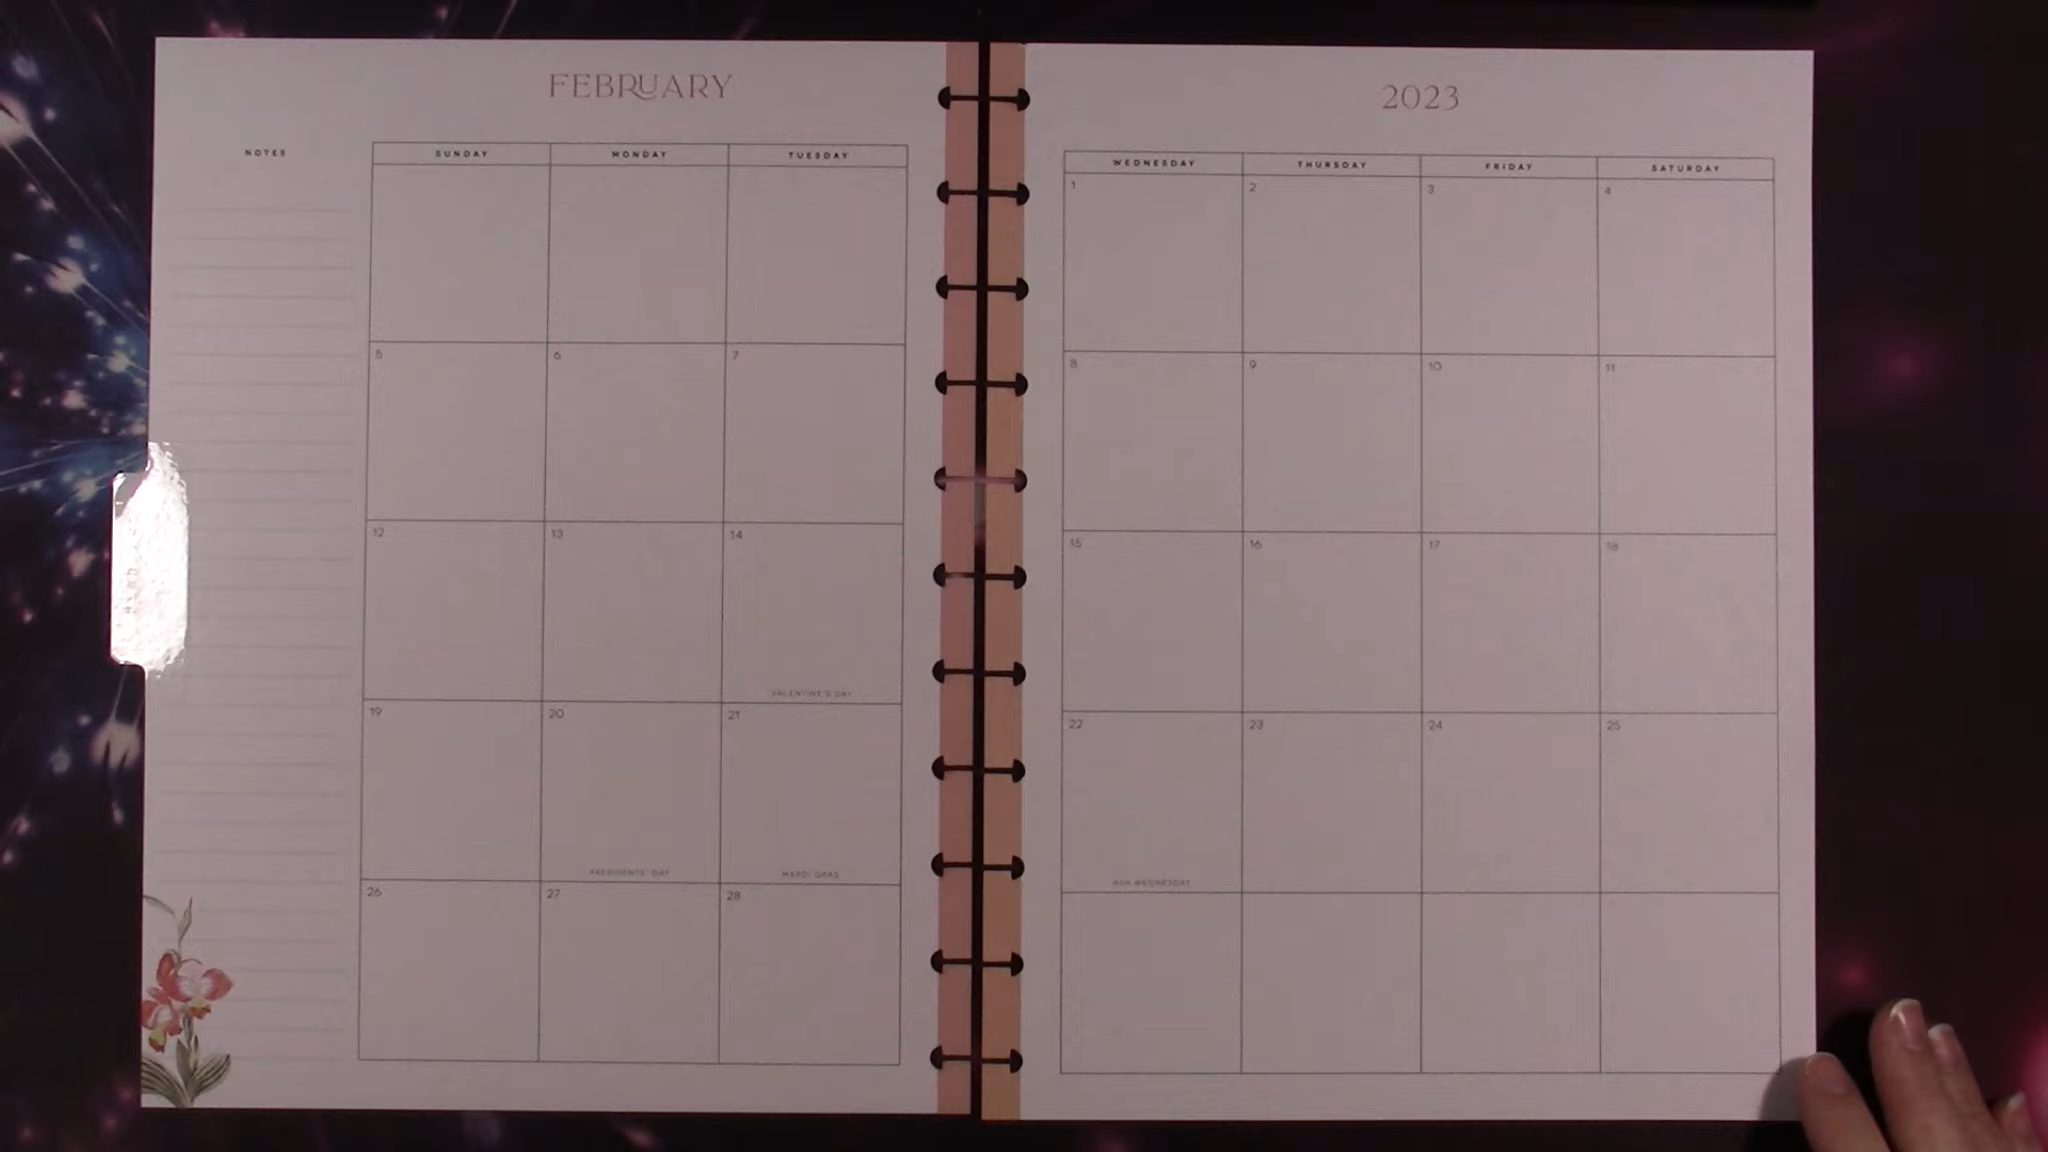 FEBRUARY
2023
NOTES
SUNDAY MONDAY TUESDAY
WEDNESDAY THURSDAY FRIDAY SATURDAY
1 2 3 4
5 6 7
8 9 10 11
12 13 14
VALENTINE'S DAY
15 16 17 18
19 20 21
PRESIDENTS' DAY MARDI GRAS
22 23 24 25
ASH WEDNESDAY
26 27 28